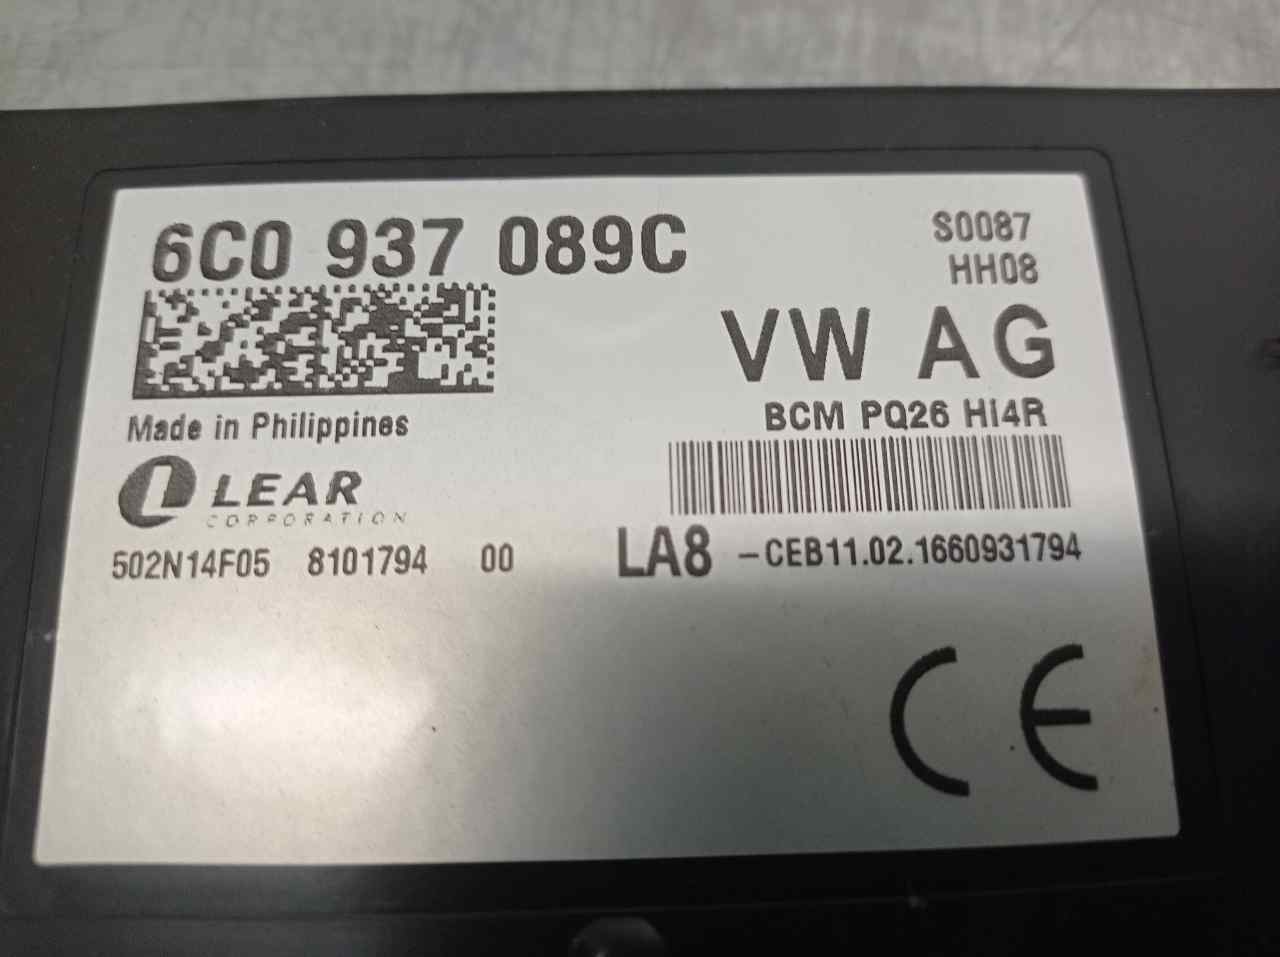 6C0 937 089C
S0087
HH08
VW AG
BCM PQ26 Hi4R
Made in Philippines
L LEAR
CORPORATION
502N14F05 8101794 00
LA8 -CEB11.02.1660931794
CE